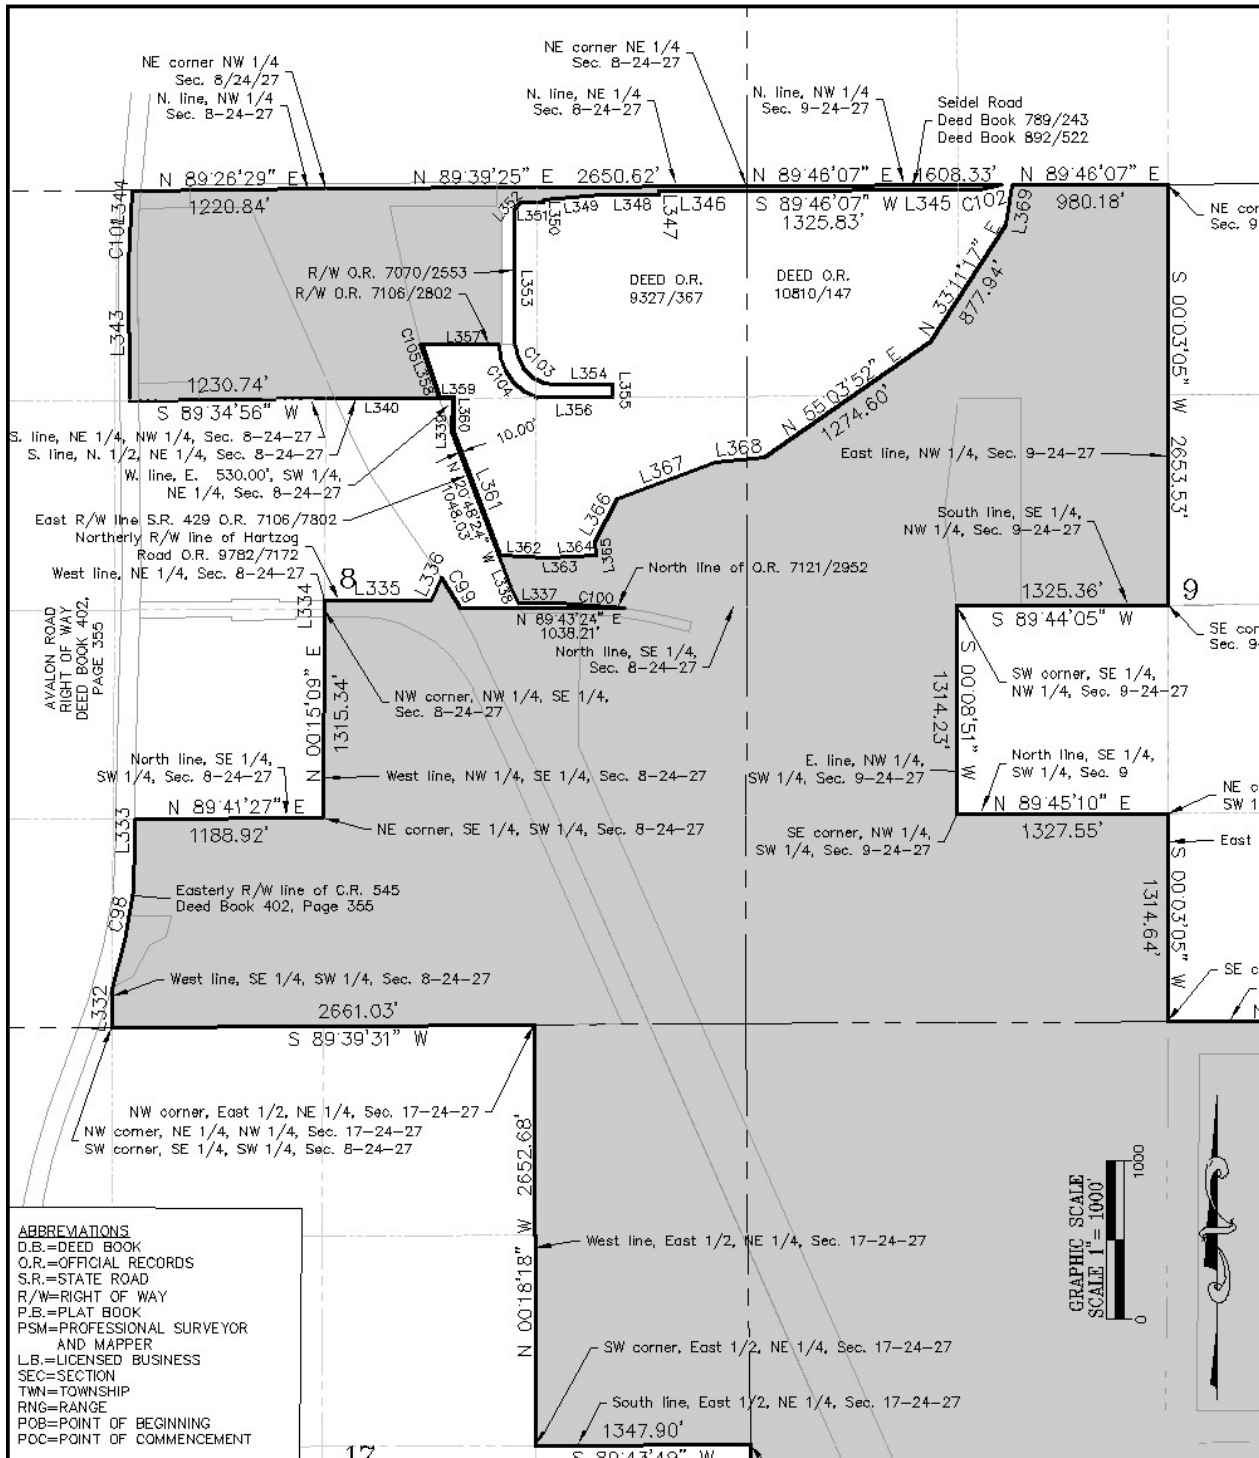 NE corner NW 1/4
Sec. 8/24/27
N. line, NW 1/4
Sec. 8-24-27
NE corner NE 1/4
Sec. 8-24-27
N. line, NE 1/4
Sec. 8-24-27
N. line, NW 1/4
Sec. 9-24-27
Seidel Road
Deed Book 789/243
Deed Book 892/522
N 89°26'29" E
1220.84'
N 89°39'25" E 2650.62'
N 89°46'07" E 1608.33'
N 89°46'07" E
980.18'
L344
C101
L343
L352
L351
L350
L349
L348
L347
L346
S 89°46'07" W
1325.83'
L345
C102
L369
NE cor
Sec. 9
R/W O.R. 7070/2553
R/W O.R. 7106/2802
L353
DEED O.R.
9327/367
DEED O.R.
10810/147
N 33°11'17" E
877.94'
S 00°03'05" W 2653.53'
C105
L357
L358
C103
C104
L354
L355
L356
1230.74'
S 89°34'56" W
L340
L359
L360
L339
10.00'
N 55°03'52" E
1274.60'
S. line, NE 1/4, NW 1/4, Sec. 8-24-27
S. line, N. 1/2, NE 1/4, Sec. 8-24-27
W. line, E. 530.00', SW 1/4,
NE 1/4, Sec. 8-24-27
East R/W line S.R. 429 O.R. 7106/7802
Northerly R/W line of Hartzog
Road O.R. 9782/7172
West line, NE 1/4, Sec. 8-24-27
N 20°48'24" W
1048.03'
L361
L368
L367
L366
L365
L364
L363
L362
East line, NW 1/4, Sec. 9-24-27
South line, SE 1/4,
NW 1/4, Sec. 9-24-27
8
L334
L335
L336
C99
L338
L337
C100
North line of O.R. 7121/2952
N 89°43'24" E
1038.21'
North line, SE 1/4,
Sec. 8-24-27
1325.36'
S 89°44'05" W
9
SE cor
Sec. 9-
AVALON ROAD
RIGHT OF WAY
DEED BOOK 402,
PAGE 355
N 00°15'09" E
1315.34'
NW corner, NW 1/4, SE 1/4,
Sec. 8-24-27
1314.23'
S 00°08'51" W
SW corner, SE 1/4,
NW 1/4, Sec. 9-24-27
North line, SE 1/4,
SW 1/4, Sec. 8-24-27
West line, NW 1/4, SE 1/4, Sec. 8-24-27
E. line, NW 1/4,
SW 1/4, Sec. 9-24-27
North line, SE 1/4,
SW 1/4, Sec. 9
N 89°41'27" E
1188.92'
L333
NE corner, SE 1/4, SW 1/4, Sec. 8-24-27
SE corner, NW 1/4,
SW 1/4, Sec. 9-24-27
N 89°45'10" E
1327.55'
NE c
SW 1
East
Easterly R/W line of C.R. 545
Deed Book 402, Page 355
C98
1314.64'
S 00°03'05" W
West line, SE 1/4, SW 1/4, Sec. 8-24-27
SE c
L332
2661.03'
S 89°39'31" W
N
NW corner, East 1/2, NE 1/4, Sec. 17-24-27
NW corner, NE 1/4, NW 1/4, Sec. 17-24-27
SW corner, SE 1/4, SW 1/4, Sec. 8-24-27
N 00°18'18" W 2652.68'
GRAPHIC SCALE
SCALE 1" = 1000'
0
1000
West line, East 1/2, NE 1/4, Sec. 17-24-27
SW corner, East 1/2, NE 1/4, Sec. 17-24-27
South line, East 1/2, NE 1/4, Sec. 17-24-27
1347.90'
S 89°43'49" W
17
ABBREVIATIONS
D.B.=DEED BOOK
O.R.=OFFICIAL RECORDS
S.R.=STATE ROAD
R/W=RIGHT OF WAY
P.B.=PLAT BOOK
PSM=PROFESSIONAL SURVEYOR
AND MAPPER
L.B.=LICENSED BUSINESS
SEC=SECTION
TWN=TOWNSHIP
RNG=RANGE
POB=POINT OF BEGINNING
POC=POINT OF COMMENCEMENT